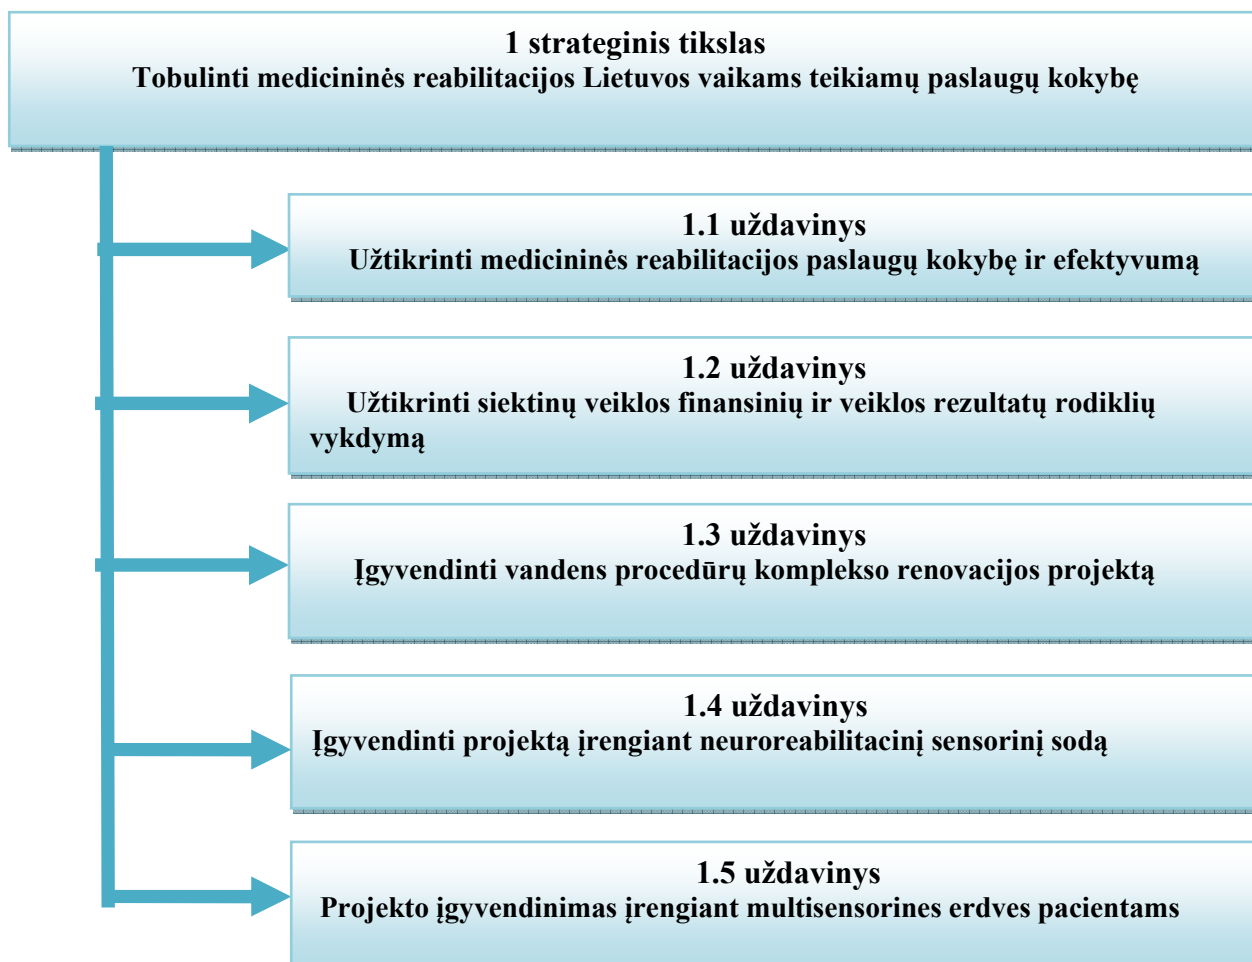 1 strateginis tikslas
Tobulinti medicininės reabilitacijos Lietuvos vaikams teikiamų paslaugų kokybę
1.1 uždavinys
Užtikrinti medicininės reabilitacijos paslaugų kokybę ir efektyvumą
1.2 uždavinys
Užtikrinti siektinų veiklos finansinių ir veiklos rezultatų rodiklių
vykdymą
1.3 uždavinys
Įgyvendinti vandens procedūrų komplekso renovacijos projektą
1.4 uždavinys
Įgyvendinti projektą įrengiant neuroreabilitacinį sensorinį sodą
1.5 uždavinys
Projekto įgyvendinimas įrengiant multisensorines erdves pacientams